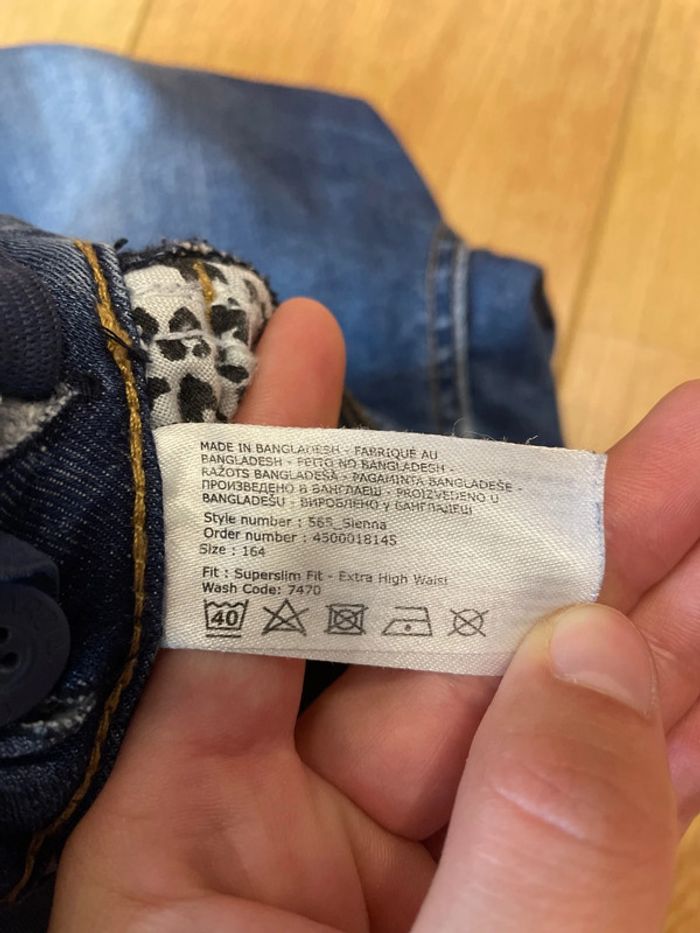 MADE IN BANGLADESH - FABRIQUÉ AU
BANGLADESH - FEITO NO BANGLADESH -
RAŽOTS BANGLADEŠĀ - PAGAMINTA BANGLADEŠE -
ПРОИЗВЕДЕНО В БАНГЛАДЕШ - PROIZVEDENO U
BANGLADEŠU - ВИРОБЛЕНО У БАНГЛАДЕШ
Style number : 565_Sienna
Order number : 4500018145
Size : 164
Fit : Superslim Fit - Extra High Waist
Wash Code: 7470
40